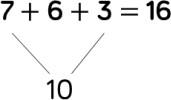 7 + 6 + 3 = 16
10